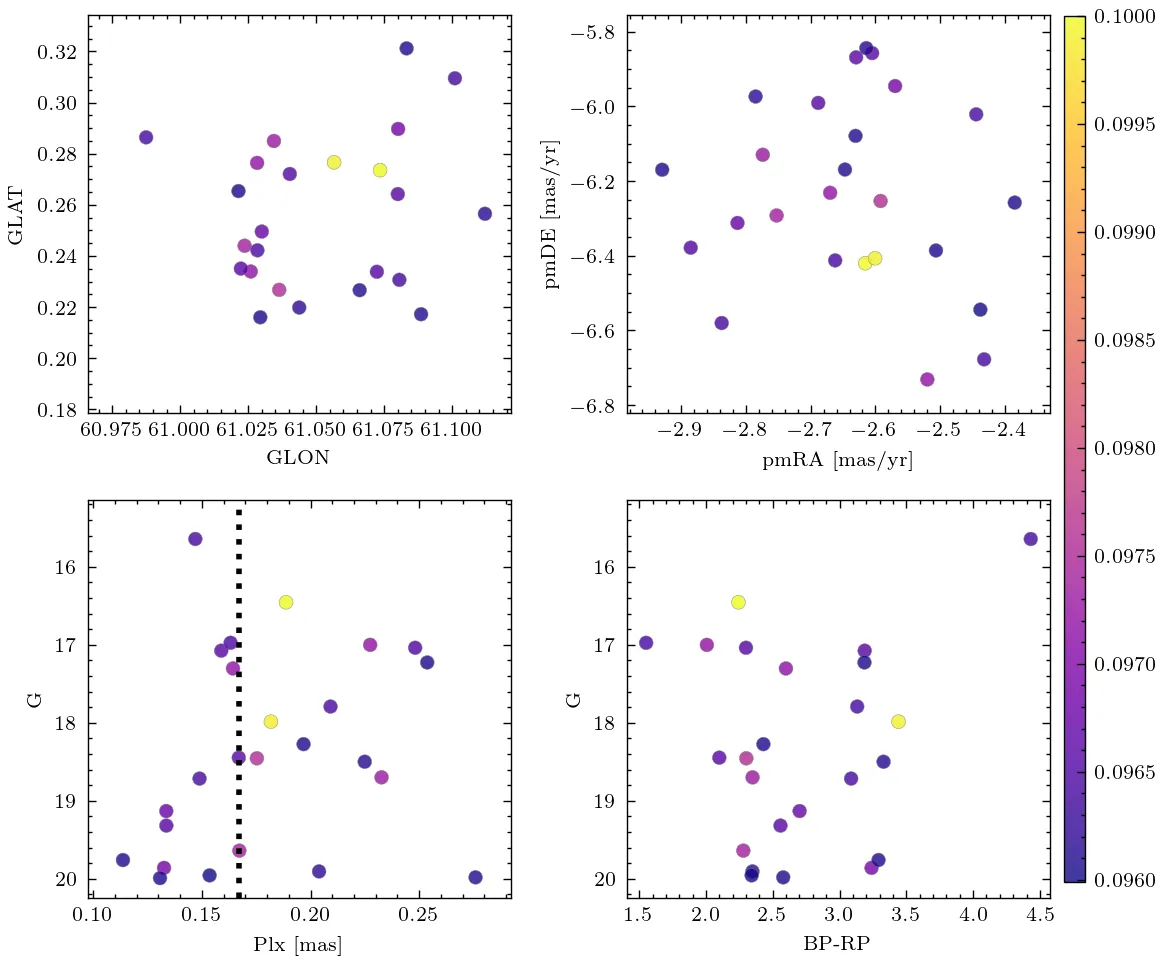 0.32
0.30
0.28
0.26
0.24
0.22
0.20
0.18
GLAT
60.975 61.000 61.025 61.050 61.075 61.100
GLON
−5.8
−6.0
−6.2
−6.4
−6.6
−6.8
pmDE [mas/yr]
−2.9 −2.8 −2.7 −2.6 −2.5 −2.4
pmRA [mas/yr]
16
17
18
19
20
G
0.10 0.15 0.20 0.25
Plx [mas]
16
17
18
19
20
G
1.5 2.0 2.5 3.0 3.5 4.0 4.5
BP-RP
0.1000
0.0995
0.0990
0.0985
0.0980
0.0975
0.0970
0.0965
0.0960